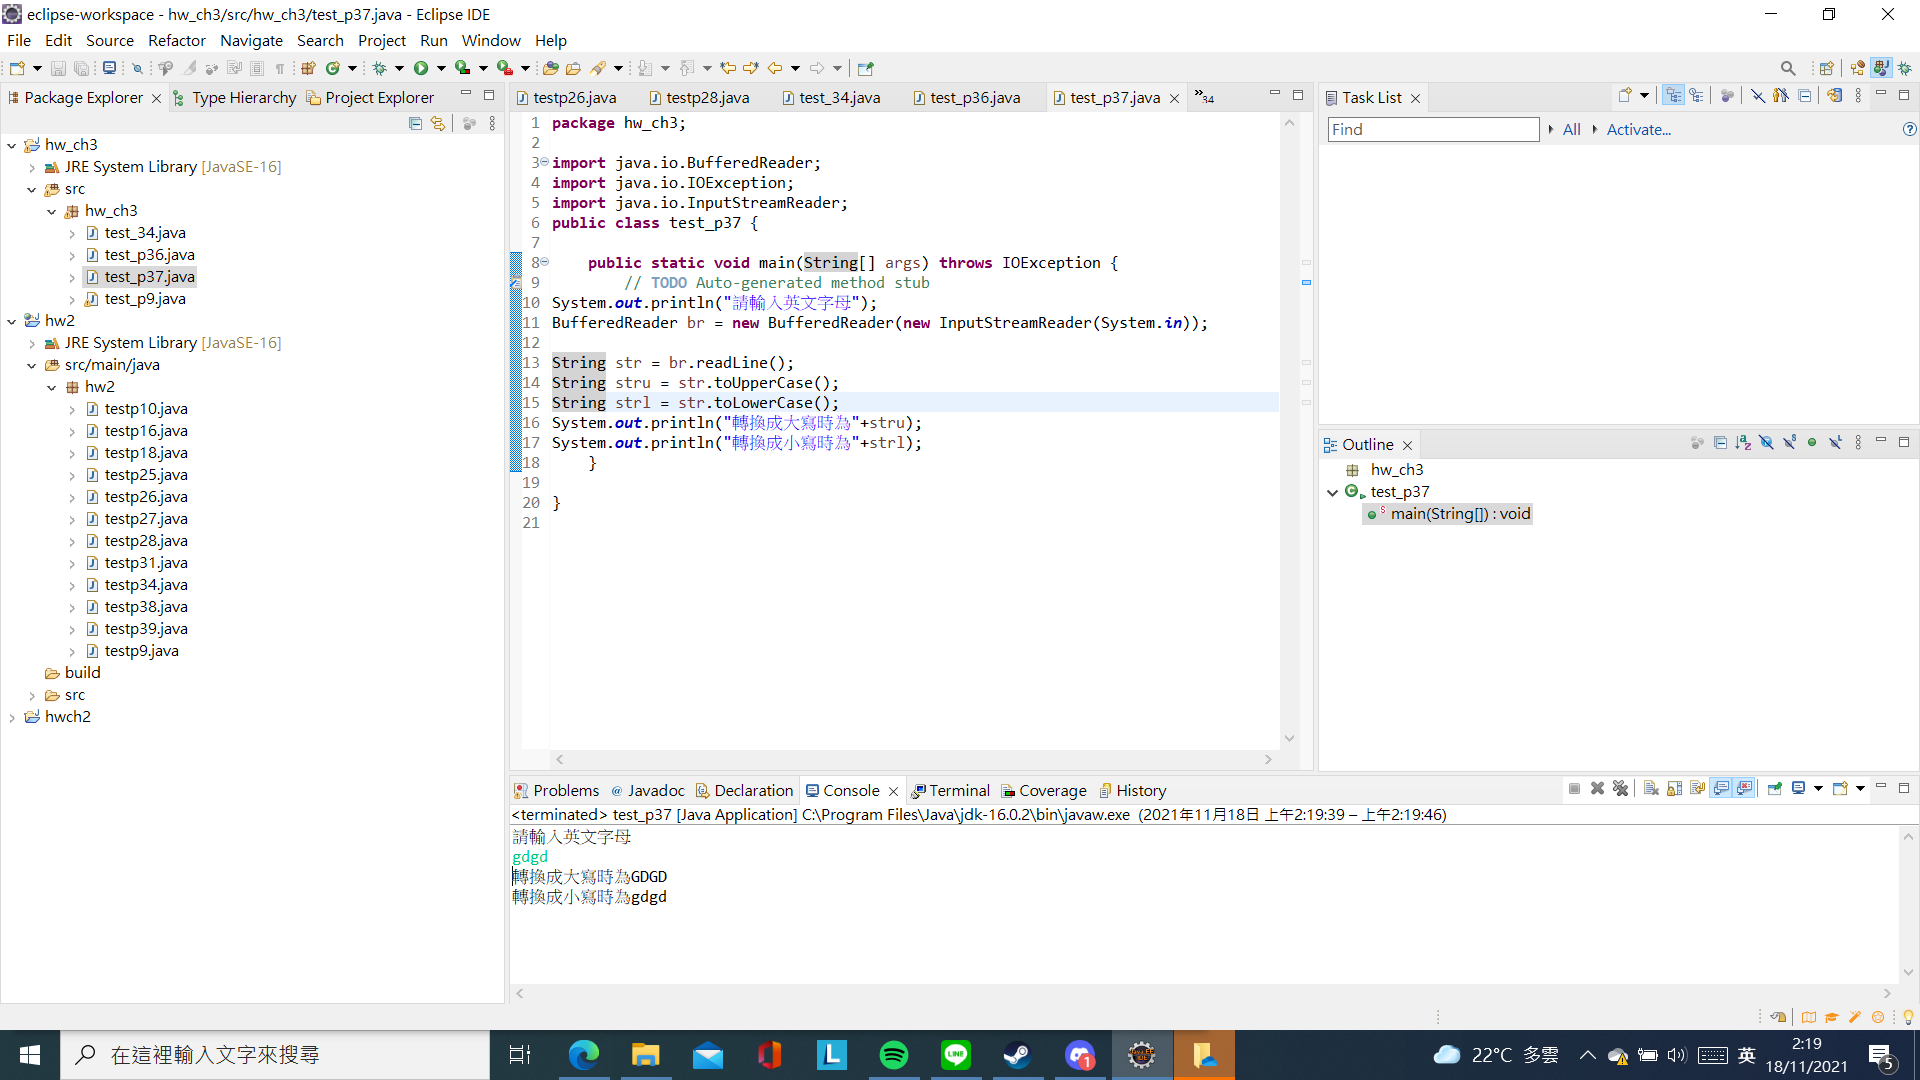 eclipse-workspace - hw_ch3/src/hw_ch3/test_p37.java - Eclipse IDE
File Edit Source Refactor Navigate Search Project Run Window Help
Package Explorer Type Hierarchy Project Explorer
hw_ch3
JRE System Library [JavaSE-16]
src
hw_ch3
test_34.java
test_p36.java
test_p37.java
test_p9.java
hw2
JRE System Library [JavaSE-16]
src/main/java
hw2
testp10.java
testp16.java
testp18.java
testp25.java
testp26.java
testp27.java
testp28.java
testp31.java
testp34.java
testp38.java
testp39.java
testp9.java
build
src
hwch2
testp26.java testp28.java test_34.java test_p36.java test_p37.java »34
1 package hw_ch3;
2
3 import java.io.BufferedReader;
4 import java.io.IOException;
5 import java.io.InputStreamReader;
6 public class test_p37 {
7
8 public static void main(String[] args) throws IOException {
9 // TODO Auto-generated method stub
10 System.out.println("請輸入英文字母");
11 BufferedReader br = new BufferedReader(new InputStreamReader(System.in));
12
13 String str = br.readLine();
14 String stru = str.toUpperCase();
15 String strl = str.toLowerCase();
16 System.out.println("轉換成大寫時為"+stru);
17 System.out.println("轉換成小寫時為"+strl);
18 }
19
20 }
21
Task List
Find All Activate...
Outline
hw_ch3
test_p37
main(String[]) : void
Problems Javadoc Declaration Console Terminal Coverage History
<terminated> test_p37 [Java Application] C:\Program Files\Java\jdk-16.0.2\bin\javaw.exe (2021年11月18日 上午2:19:39 – 上午2:19:46)
請輸入英文字母
gdgd
轉換成大寫時為GDGD
轉換成小寫時為gdgd
在這裡輸入文字來搜尋
L
LINE
1
JAVA EE
IDE
22°C 多雲
英
2:19
18/11/2021
5